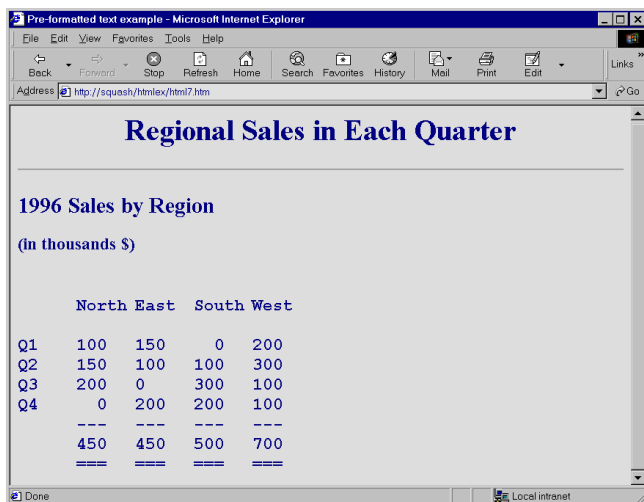 Pre-formatted text example - Microsoft Internet Explorer
File Edit View Favorites Tools Help
Back Forward Stop Refresh Home Search Favorites History Mail Print Edit Links »
Address http://squash/htmlex/html7.htm Go
Regional Sales in Each Quarter
1996 Sales by Region
(in thousands $)
North East South West
Q1 100 150 0 200
Q2 150 100 100 300
Q3 200 0 300 100
Q4 0 200 200 100
--- --- --- ---
450 450 500 700
=== === === ===
Done Local intranet